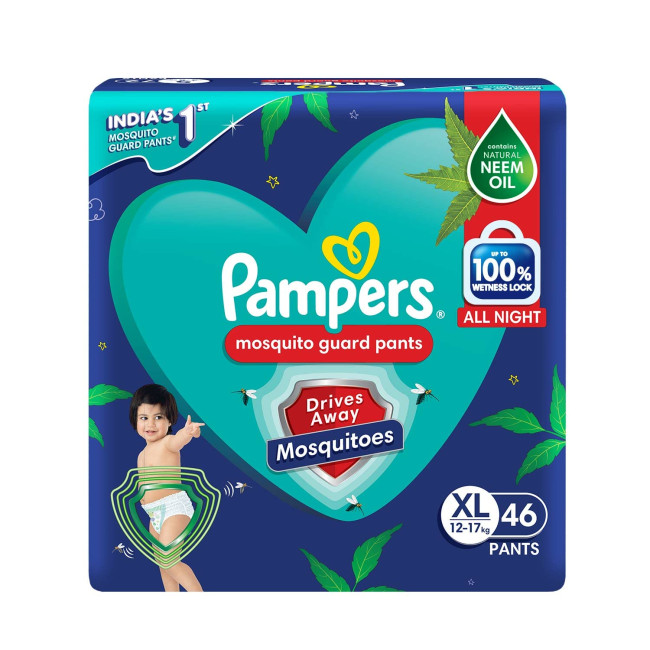 INDIA'S 1ST
MOSQUITO
GUARD PANTS#
contains
NATURAL
NEEM
OIL
UP TO
100%
WETNESS LOCK
ALL NIGHT
Pampers®
mosquito guard pants
Drives
Away
Mosquitoes
XL
12-17kg
46
PANTS